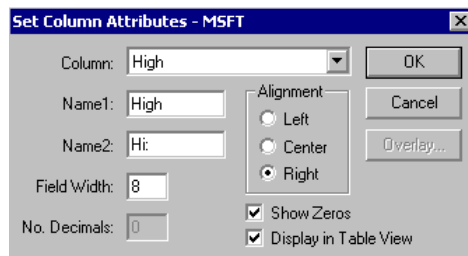 Set Column Attributes - MSFT
Column: High
OK
Name1: High
Alignment
Cancel
Left
Name2: Hi:
Center
Overlay...
Field Width: 8
Right
No. Decimals: 0
Show Zeros
Display in Table View